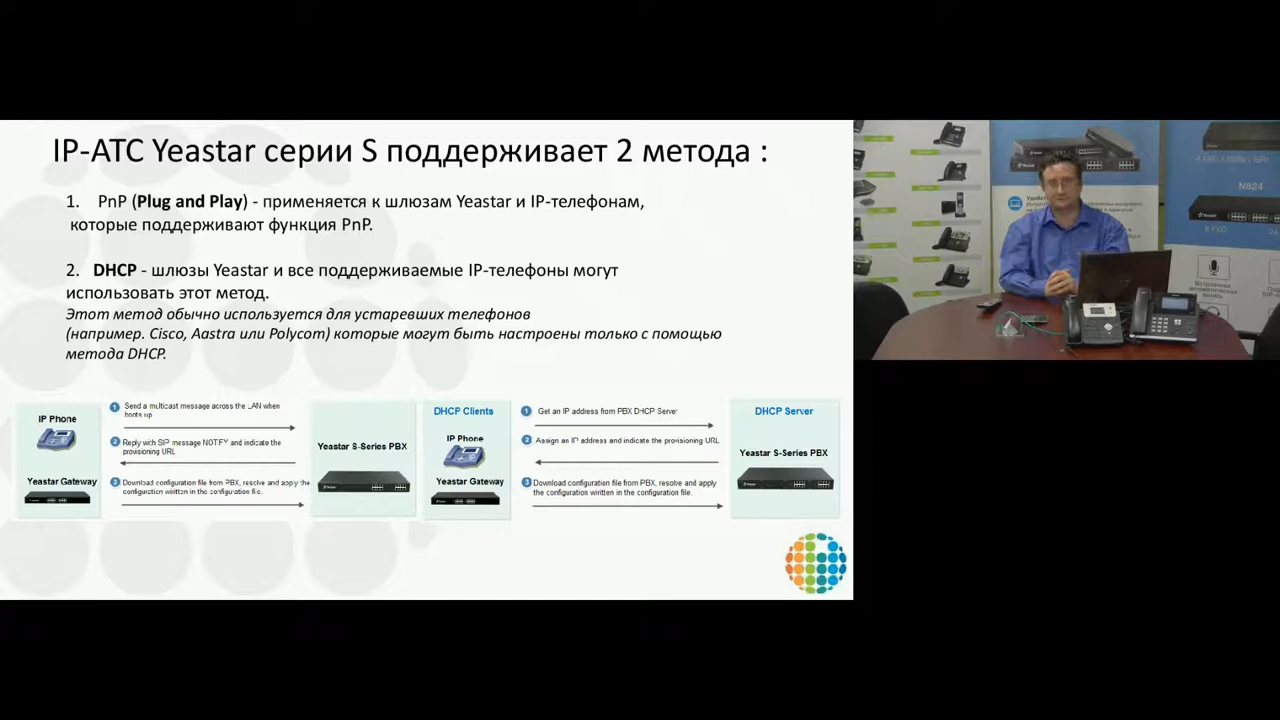 IP-АТС Yeastar серии S поддерживает 2 метода :
1. PnP (Plug and Play) - применяется к шлюзам Yeastar и IP-телефонам,
которые поддерживают функция PnP.
2. DHCP - шлюзы Yeastar и все поддерживаемые IP-телефоны могут
использовать этот метод.
Этот метод обычно используется для устаревших телефонов
(например. Cisco, Aastra или Polycom) которые могут быть настроены только с помощью
метода DHCP.
IP Phone
Yeastar Gateway
1 Send a multicast message across the LAN when
boots up
2 Reply with SIP message NOTIFY and indicate the
provisioning URL
3 Download configuration file from PBX, resolve and apply the
configuration wiritten in the configuration file.
Yeastar S-Series PBX
DHCP Clients
IP Phone
Yeastar Gateway
1 Get an IP address from PBX DHCP Server
2 Assign an IP address and indicate the provisioning URL
3 Download configuration file from PBX, resolve and apply
the configuration wiritten in the configuration file.
DHCP Server
Yeastar S-Series PBX
N824
Встроенная
автоматическая
запись